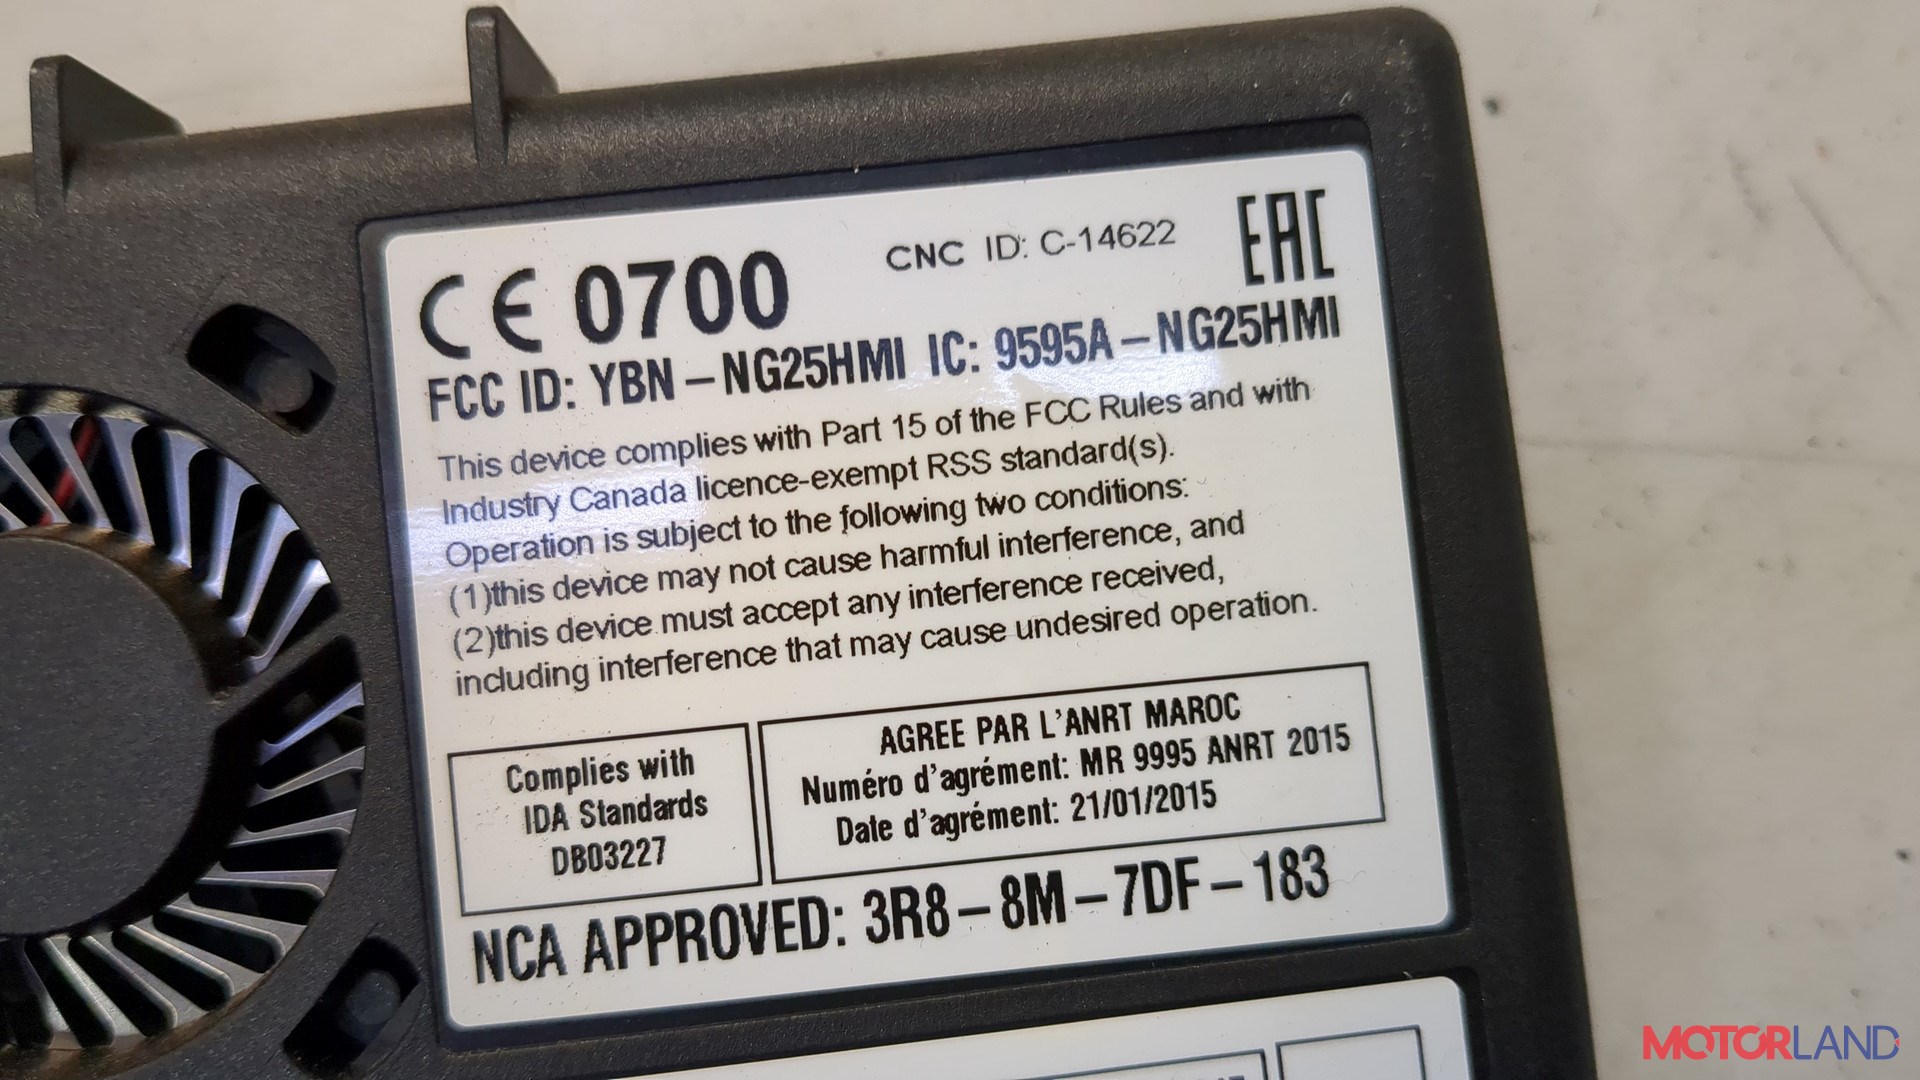 CE 0700 CNC ID: C-14622 EAC
FCC ID: YBN-NG25HMI IC: 9595A-NG25HMI
This device complies with Part 15 of the FCC Rules and with
Industry Canada licence-exempt RSS standard(s).
Operation is subject to the following two conditions:
(1)this device may not cause harmful interference, and
(2)this device must accept any interference received,
including interference that may cause undesired operation.
Complies with
IDA Standards
DB03227
AGREE PAR L'ANRT MAROC
Numéro d'agrément: MR 9995 ANRT 2015
Date d'agrément: 21/01/2015
NCA APPROVED: 3R8-8M-7DF-183
MOTORLAND